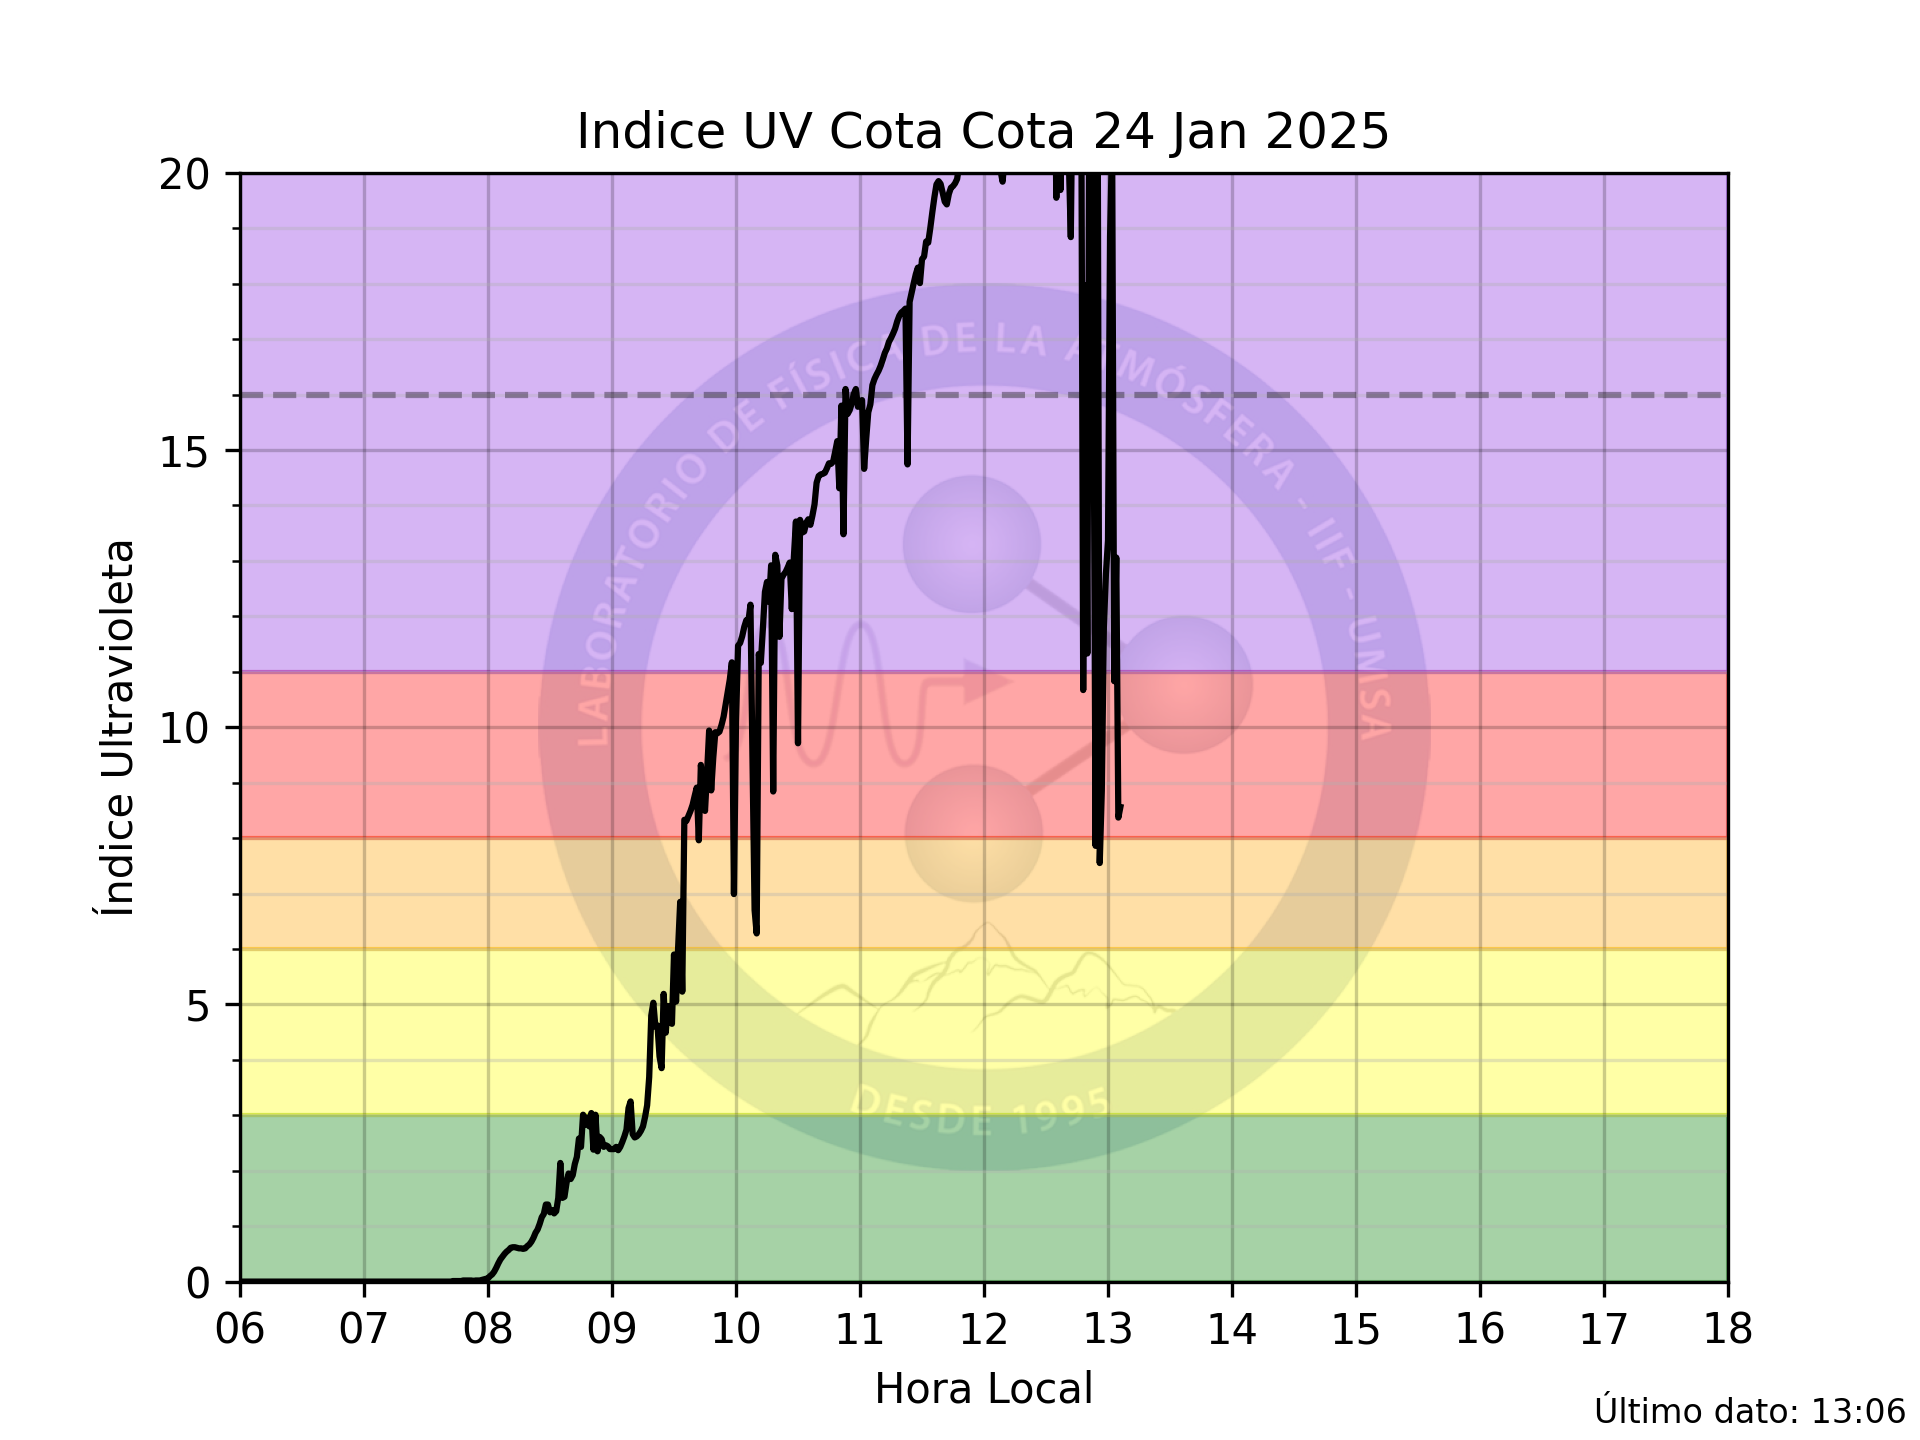 Indice UV Cota Cota 24 Jan 2025
20
15
10
5
0
Índice Ultravioleta
LABORATORIO DE FÍSICA DE LA ATMÓSFERA - IIF - UMSA
DESDE 1995
06 07 08 09 10 11 12 13 14 15 16 17 18
Hora Local
Último dato: 13:06